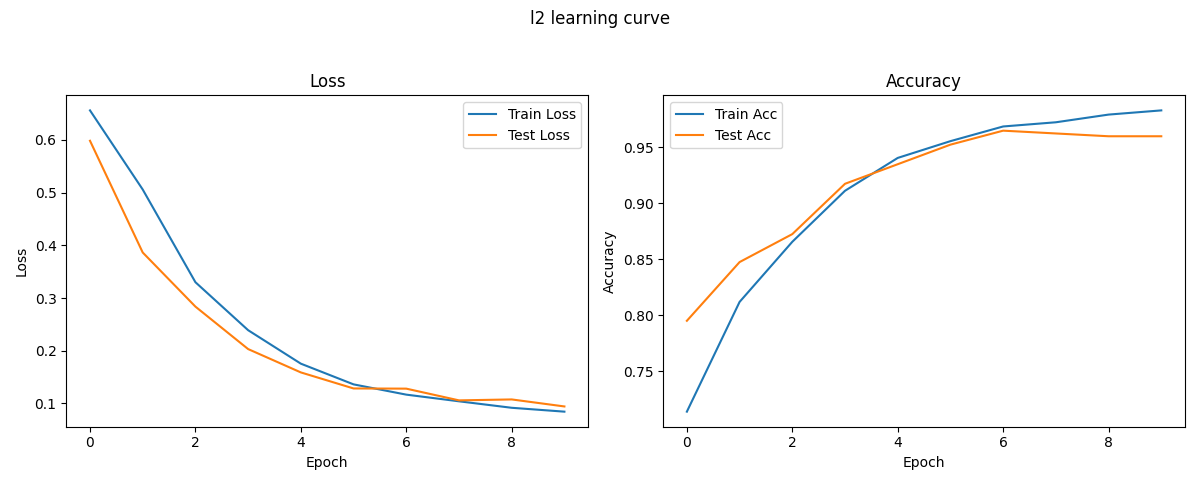 l2 learning curve
Loss
Train Loss
Test Loss
0.6
0.5
0.4
0.3
0.2
0.1
Loss
0 2 4 6 8
Epoch
Accuracy
Train Acc
Test Acc
0.95
0.90
0.85
0.80
0.75
Accuracy
0 2 4 6 8
Epoch